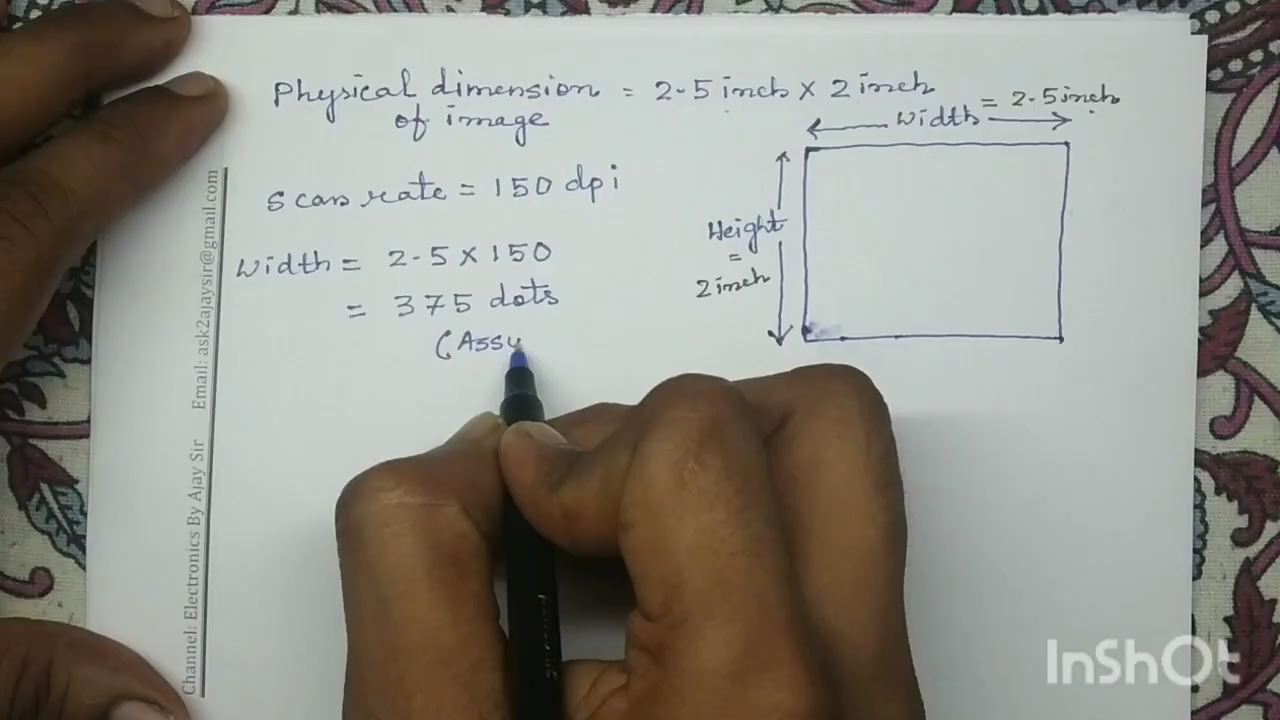 Physical dimension = 2.5 inch × 2 inch
of image
Scan rate = 150 dpi
Width = 2.5 × 150
= 375 dots
(Assu
Width = 2.5 inch
Height
=
2 inch
Channel: Electronics By Ajay Sir Email: ask2ajaysir@gmail.com
InShOt